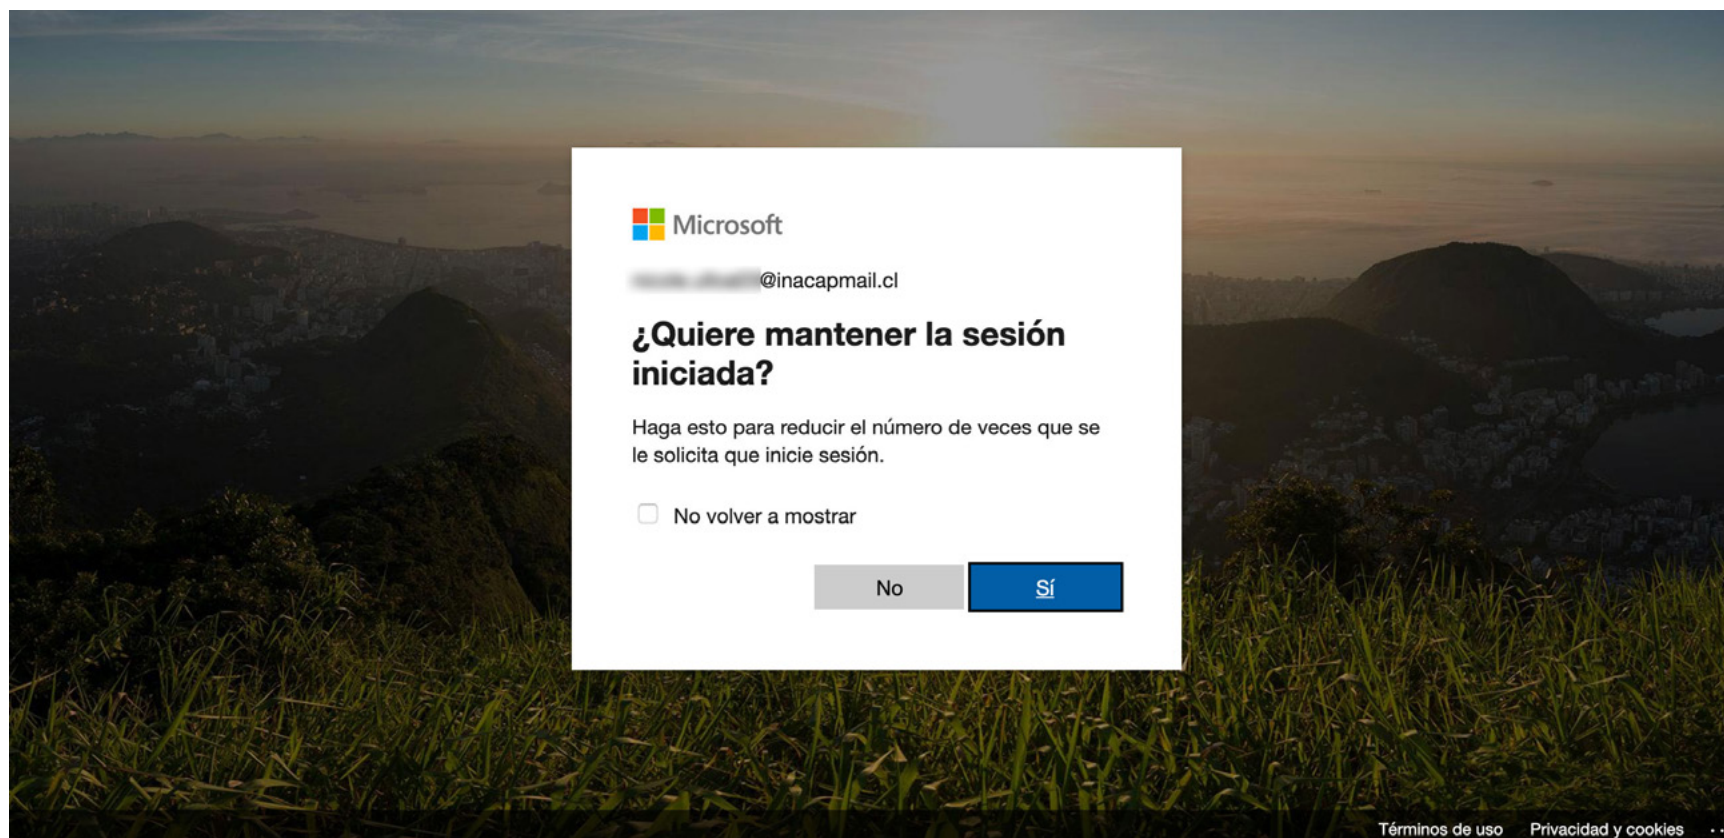 Microsoft
@inacapmail.cl
¿Quiere mantener la sesión
iniciada?
Haga esto para reducir el número de veces que se
le solicita que inicie sesión.
No volver a mostrar
No
Sí
Términos de uso
Privacidad y cookies